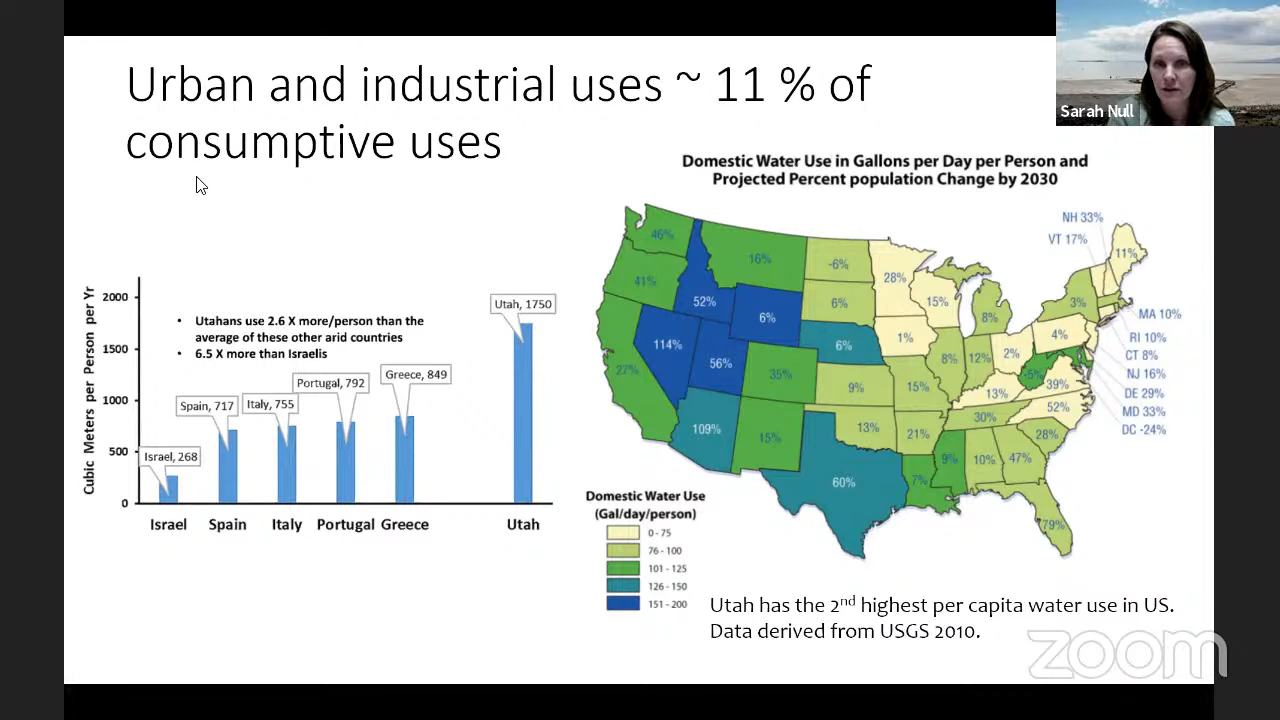 Urban and industrial uses ~ 11 % of
consumptive uses
Sarah Null
Cubic Meters per Person per Yr
2000
1500
1000
500
0
• Utahans use 2.6 X more/person than the
average of these other arid countries
• 6.5 X more than Israelis
Israel, 268
Spain, 717
Italy, 755
Portugal, 792
Greece, 849
Utah, 1750
Israel
Spain
Italy
Portugal
Greece
Utah
Domestic Water Use in Gallons per Day per Person and
Projected Percent population Change by 2030
46%
41%
27%
114%
52%
16%
6%
56%
109%
35%
15%
-6%
6%
6%
9%
13%
60%
28%
1%
15%
21%
7%
15%
8%
9%
8%
12%
2%
13%
30%
10%
47%
79%
28%
52%
39%
-5%
4%
3%
11%
NH 33%
VT 17%
MA 10%
RI 10%
CT 8%
NJ 16%
DE 29%
MD 33%
DC -24%
Domestic Water Use
(Gal/day/person)
0 - 75
76 - 100
101 - 125
126 - 150
151 - 200
Utah has the 2nd highest per capita water use in US.
Data derived from USGS 2010.
zoom